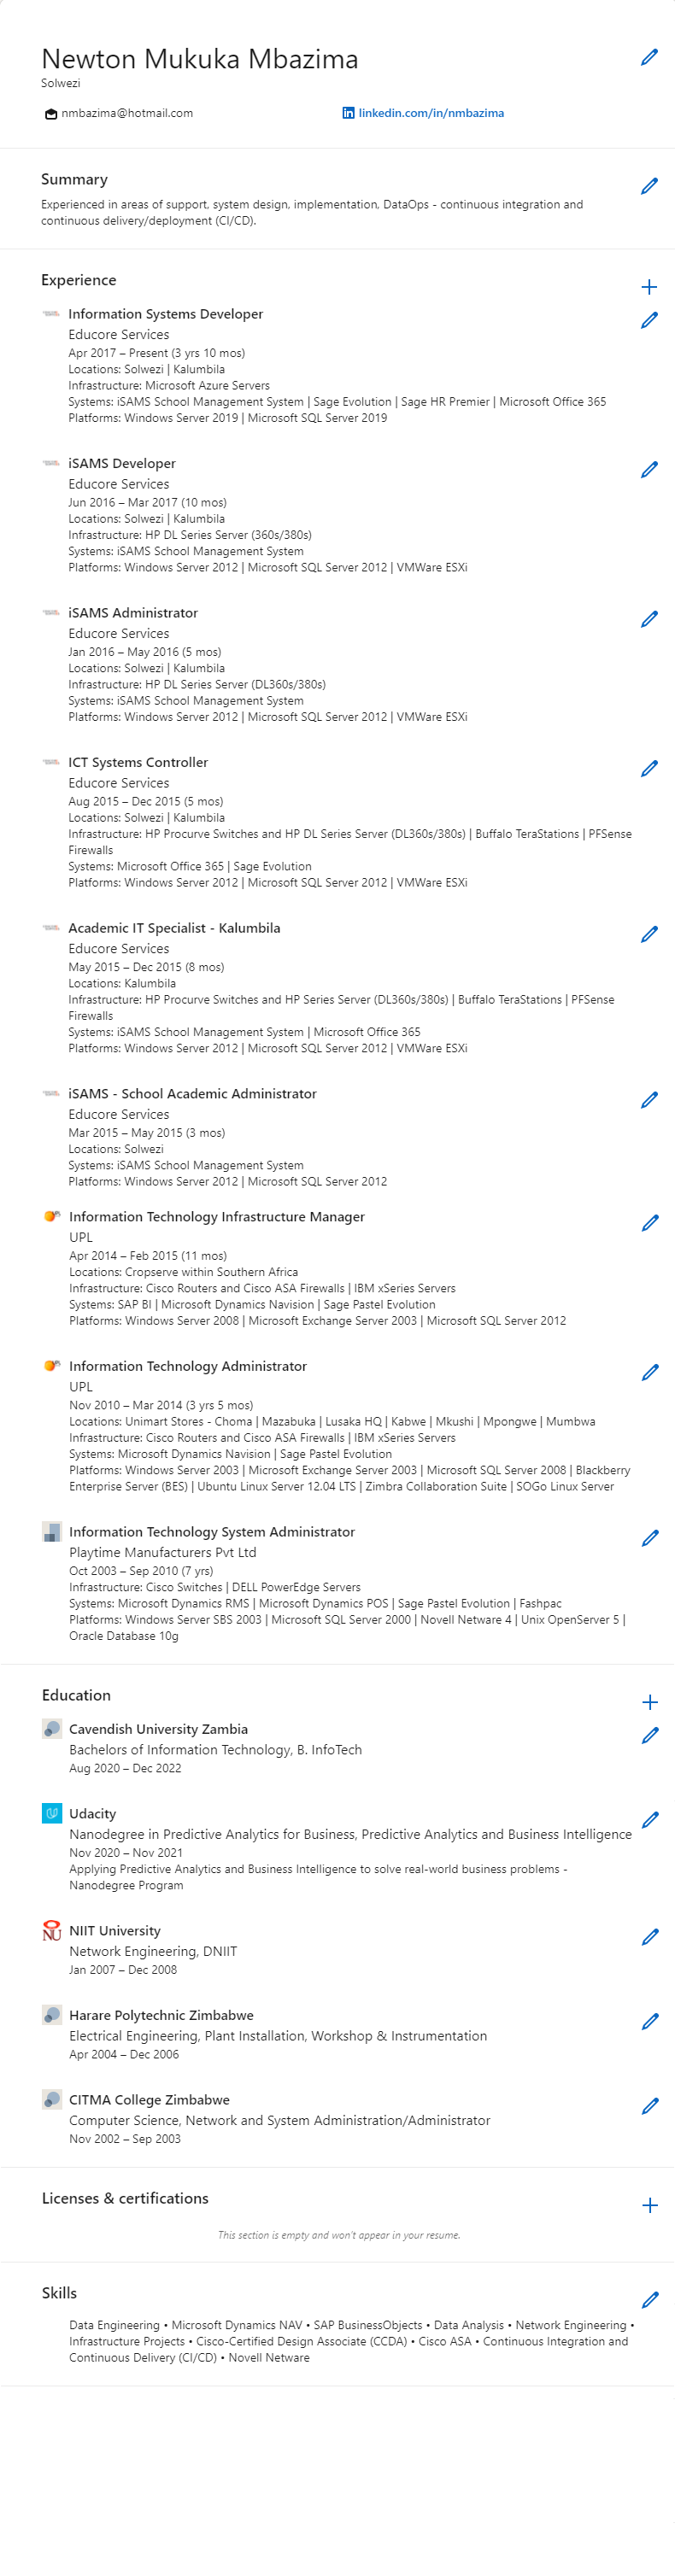 Newton Mukuka Mbazima
Solwezi
nmbazima@hotmail.com
linkedin.com/in/nmbazima
Summary
Experienced in areas of support, system design, implementation, DataOps - continuous integration and
continuous delivery/deployment (CI/CD).
Experience
Information Systems Developer
Educore Services
Apr 2017 – Present (3 yrs 10 mos)
Locations: Solwezi | Kalumbila
Infrastructure: Microsoft Azure Servers
Systems: iSAMS School Management System | Sage Evolution | Sage HR Premier | Microsoft Office 365
Platforms: Windows Server 2019 | Microsoft SQL Server 2019
iSAMS Developer
Educore Services
Jun 2016 – Mar 2017 (10 mos)
Locations: Solwezi | Kalumbila
Infrastructure: HP DL Series Server (360s/380s)
Systems: iSAMS School Management System
Platforms: Windows Server 2012 | Microsoft SQL Server 2012 | VMWare ESXi
iSAMS Administrator
Educore Services
Jan 2016 – May 2016 (5 mos)
Locations: Solwezi | Kalumbila
Infrastructure: HP DL Series Server (DL360s/380s)
Systems: iSAMS School Management System
Platforms: Windows Server 2012 | Microsoft SQL Server 2012 | VMWare ESXi
ICT Systems Controller
Educore Services
Aug 2015 – Dec 2015 (5 mos)
Locations: Solwezi | Kalumbila
Infrastructure: HP Procurve Switches and HP DL Series Server (DL360s/380s) | Buffalo TeraStations | PFSense
Firewalls
Systems: Microsoft Office 365 | Sage Evolution
Platforms: Windows Server 2012 | Microsoft SQL Server 2012 | VMWare ESXi
Academic IT Specialist - Kalumbila
Educore Services
May 2015 – Dec 2015 (8 mos)
Locations: Kalumbila
Infrastructure: HP Procurve Switches and HP Series Server (DL360s/380s) | Buffalo TeraStations | PFSense
Firewalls
Systems: iSAMS School Management System | Microsoft Office 365
Platforms: Windows Server 2012 | Microsoft SQL Server 2012 | VMWare ESXi
iSAMS - School Academic Administrator
Educore Services
Mar 2015 – May 2015 (3 mos)
Locations: Solwezi
Systems: iSAMS School Management System
Platforms: Windows Server 2012 | Microsoft SQL Server 2012
Information Technology Infrastructure Manager
UPL
Apr 2014 – Feb 2015 (11 mos)
Locations: Cropserve within Southern Africa
Infrastructure: Cisco Routers and Cisco ASA Firewalls | IBM xSeries Servers
Systems: SAP BI | Microsoft Dynamics Navision | Sage Pastel Evolution
Platforms: Windows Server 2008 | Microsoft Exchange Server 2003 | Microsoft SQL Server 2012
Information Technology Administrator
UPL
Nov 2010 – Mar 2014 (3 yrs 5 mos)
Locations: Unimart Stores - Choma | Mazabuka | Lusaka HQ | Kabwe | Mkushi | Mpongwe | Mumbwa
Infrastructure: Cisco Routers and Cisco ASA Firewalls | IBM xSeries Servers
Systems: Microsoft Dynamics Navision | Sage Pastel Evolution
Platforms: Windows Server 2003 | Microsoft Exchange Server 2003 | Microsoft SQL Server 2008 | Blackberry
Enterprise Server (BES) | Ubuntu Linux Server 12.04 LTS | Zimbra Collaboration Suite | SOGo Linux Server
Information Technology System Administrator
Playtime Manufacturers Pvt Ltd
Oct 2003 – Sep 2010 (7 yrs)
Infrastructure: Cisco Switches | DELL PowerEdge Servers
Systems: Microsoft Dynamics RMS | Microsoft Dynamics POS | Sage Pastel Evolution | Fashpac
Platforms: Windows Server SBS 2003 | Microsoft SQL Server 2000 | Novell Netware 4 | Unix OpenServer 5 |
Oracle Database 10g
Education
Cavendish University Zambia
Bachelors of Information Technology, B. InfoTech
Aug 2020 – Dec 2022
Udacity
Nanodegree in Predictive Analytics for Business, Predictive Analytics and Business Intelligence
Nov 2020 – Nov 2021
Applying Predictive Analytics and Business Intelligence to solve real-world business problems -
Nanodegree Program
NIIT University
Network Engineering, DNIIT
Jan 2007 – Dec 2008
Harare Polytechnic Zimbabwe
Electrical Engineering, Plant Installation, Workshop & Instrumentation
Apr 2004 – Dec 2006
CITMA College Zimbabwe
Computer Science, Network and System Administration/Administrator
Nov 2002 – Sep 2003
Licenses & certifications
This section is empty and won't appear in your resume.
Skills
Data Engineering • Microsoft Dynamics NAV • SAP BusinessObjects • Data Analysis • Network Engineering •
Infrastructure Projects • Cisco-Certified Design Associate (CCDA) • Cisco ASA • Continuous Integration and
Continuous Delivery (CI/CD) • Novell Netware